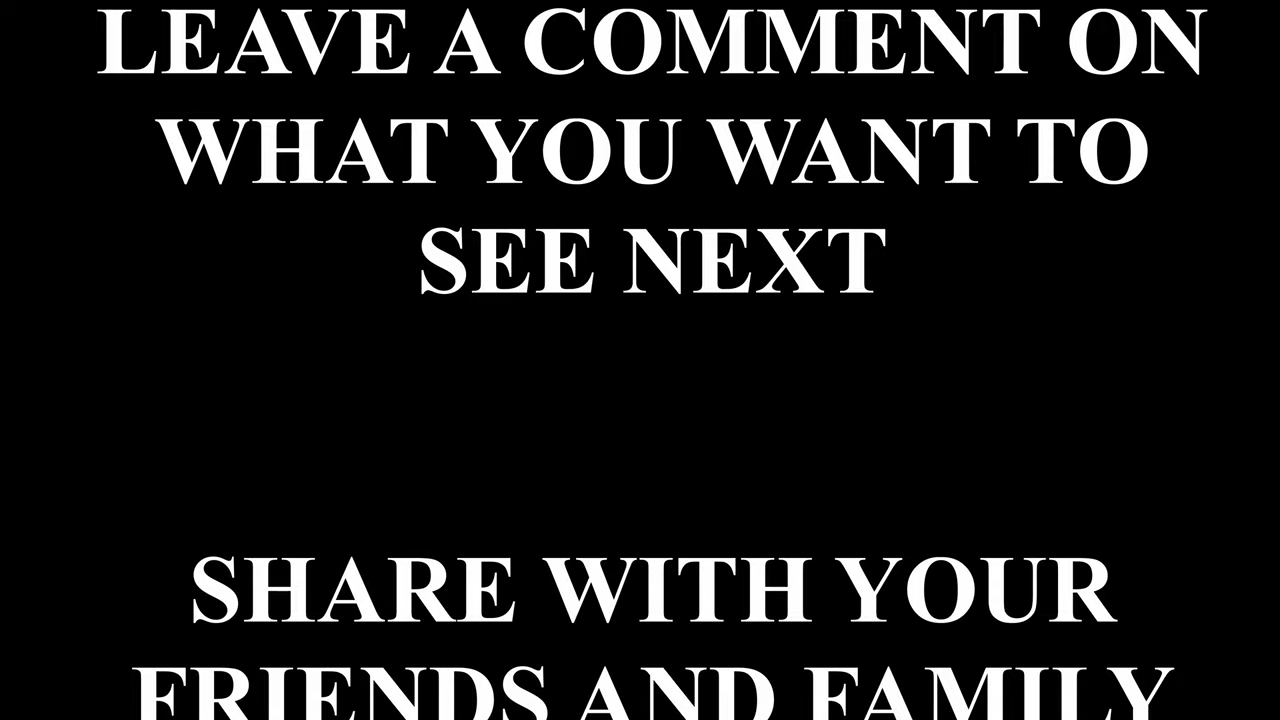 LEAVE A COMMENT ON
WHAT YOU WANT TO
SEE NEXT
SHARE WITH YOUR
FRIENDS AND FAMILY